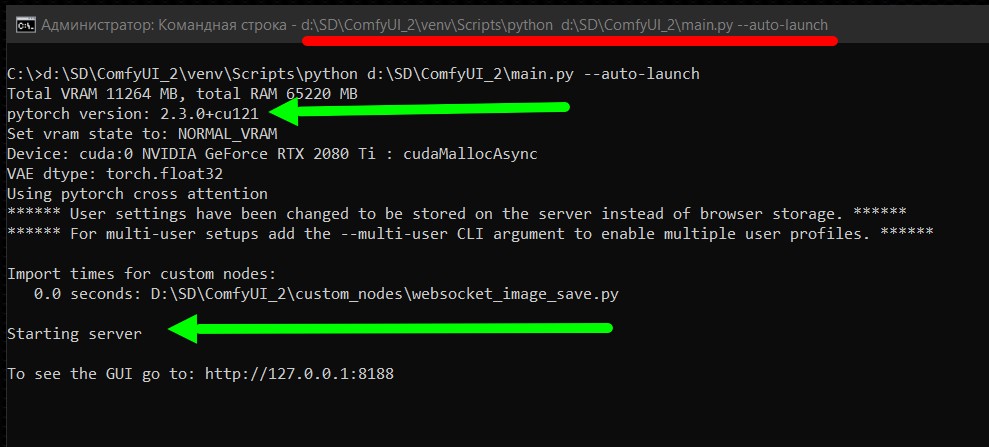 Администратор: Командная строка - d:\SD\ComfyUI_2\venv\Scripts\python  d:\SD\ComfyUI_2\main.py --auto-launch
C:\>d:\SD\ComfyUI_2\venv\Scripts\python d:\SD\ComfyUI_2\main.py --auto-launch
Total VRAM 11264 MB, total RAM 65220 MB
pytorch version: 2.3.0+cu121
Set vram state to: NORMAL_VRAM
Device: cuda:0 NVIDIA GeForce RTX 2080 Ti : cudaMallocAsync
VAE dtype: torch.float32
Using pytorch cross attention
****** User settings have been changed to be stored on the server instead of browser storage. ******
****** For multi-user setups add the --multi-user CLI argument to enable multiple user profiles. ******
Import times for custom nodes:
0.0 seconds: D:\SD\ComfyUI_2\custom_nodes\websocket_image_save.py
Starting server
To see the GUI go to: http://127.0.0.1:8188